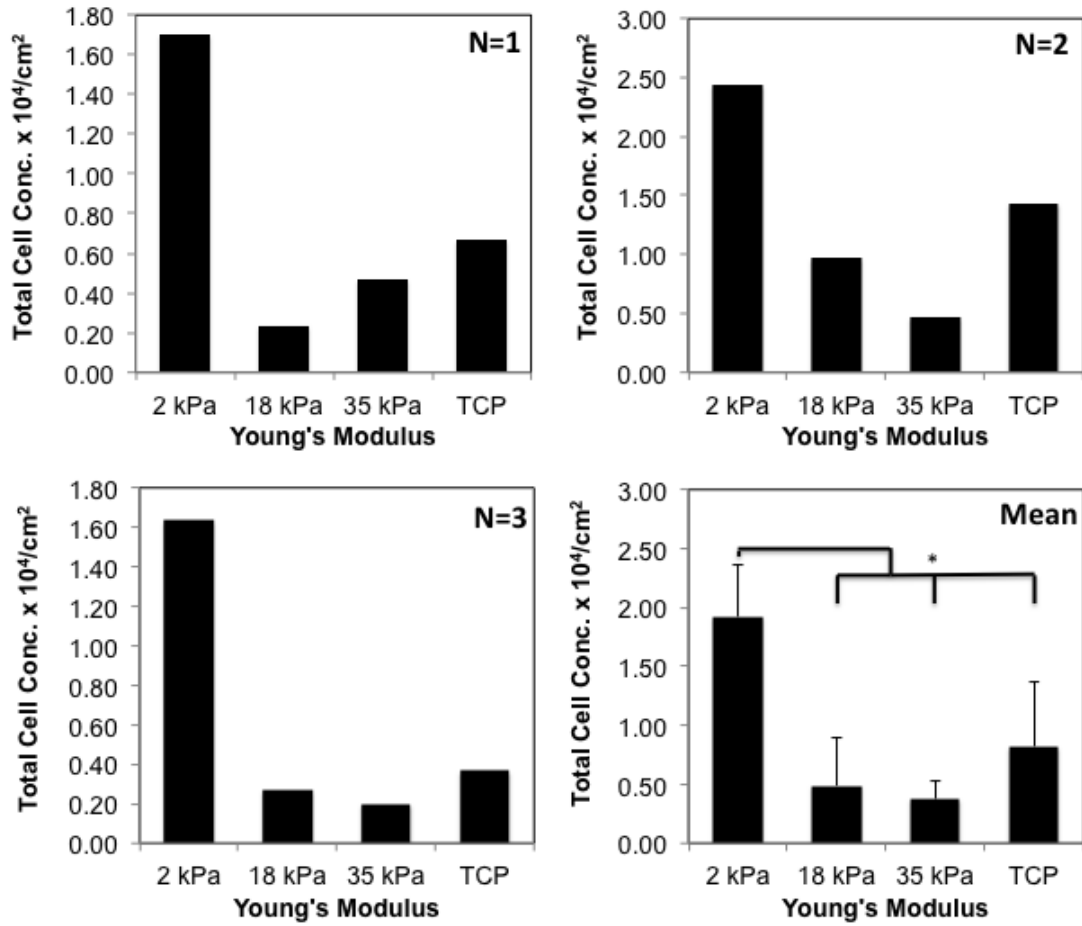 Total Cell Conc. x 10⁴/cm²
N=1
1.80
1.60
1.40
1.20
1.00
0.80
0.60
0.40
0.20
0.00
2 kPa 18 kPa 35 kPa TCP
Young's Modulus
Total Cell Conc. x 10⁴/cm²
N=2
3.00
2.50
2.00
1.50
1.00
0.50
0.00
2 kPa 18 kPa 35 kPa TCP
Young's Modulus
Total Cell Conc. x 10⁴/cm²
N=3
1.80
1.60
1.40
1.20
1.00
0.80
0.60
0.40
0.20
0.00
2 kPa 18 kPa 35 kPa TCP
Young's Modulus
Total Cell Conc. x 10⁴/cm²
Mean
3.00
2.50
*
2.00
1.50
1.00
0.50
0.00
2 kPa 18 kPa 35 kPa TCP
Young's Modulus